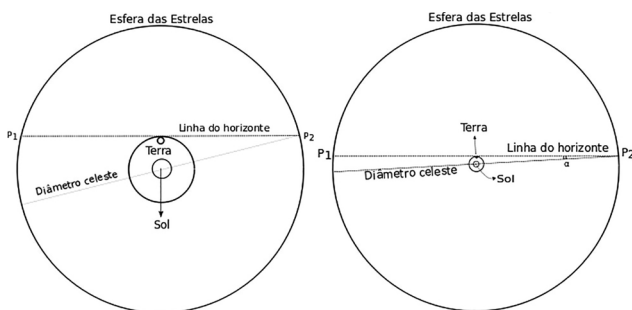 Esfera das Estrelas
P1
Linha do horizonte
P2
Terra
Diâmetro celeste
Sol
Esfera das Estrelas
Terra
P1
Linha do horizonte
P2
α
Diâmetro celeste
Sol